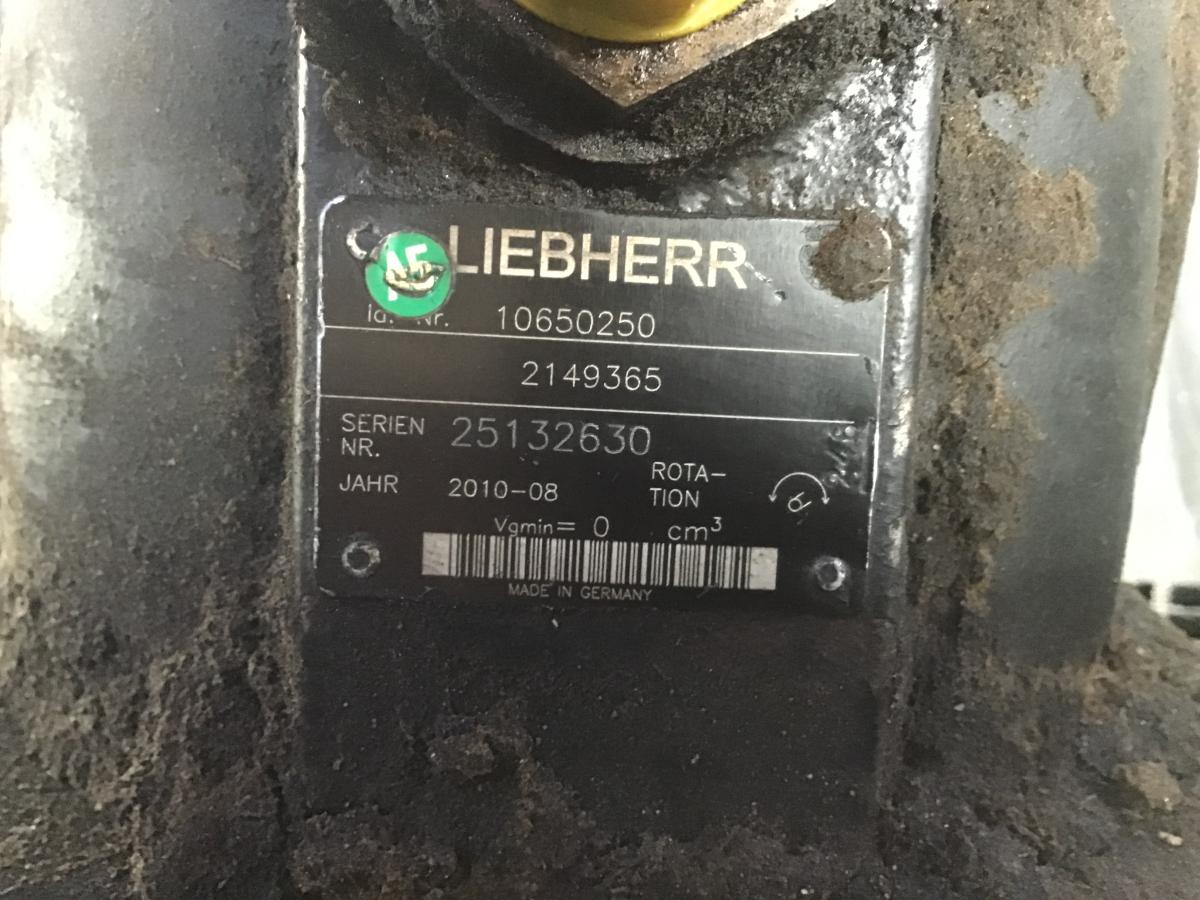 LIEBHERR
Id. Nr. 10650250
2149365
SERIEN NR. 25132630
JAHR 2010-08 ROTA-TION
Vgmin= 0 cm³
MADE IN GERMANY